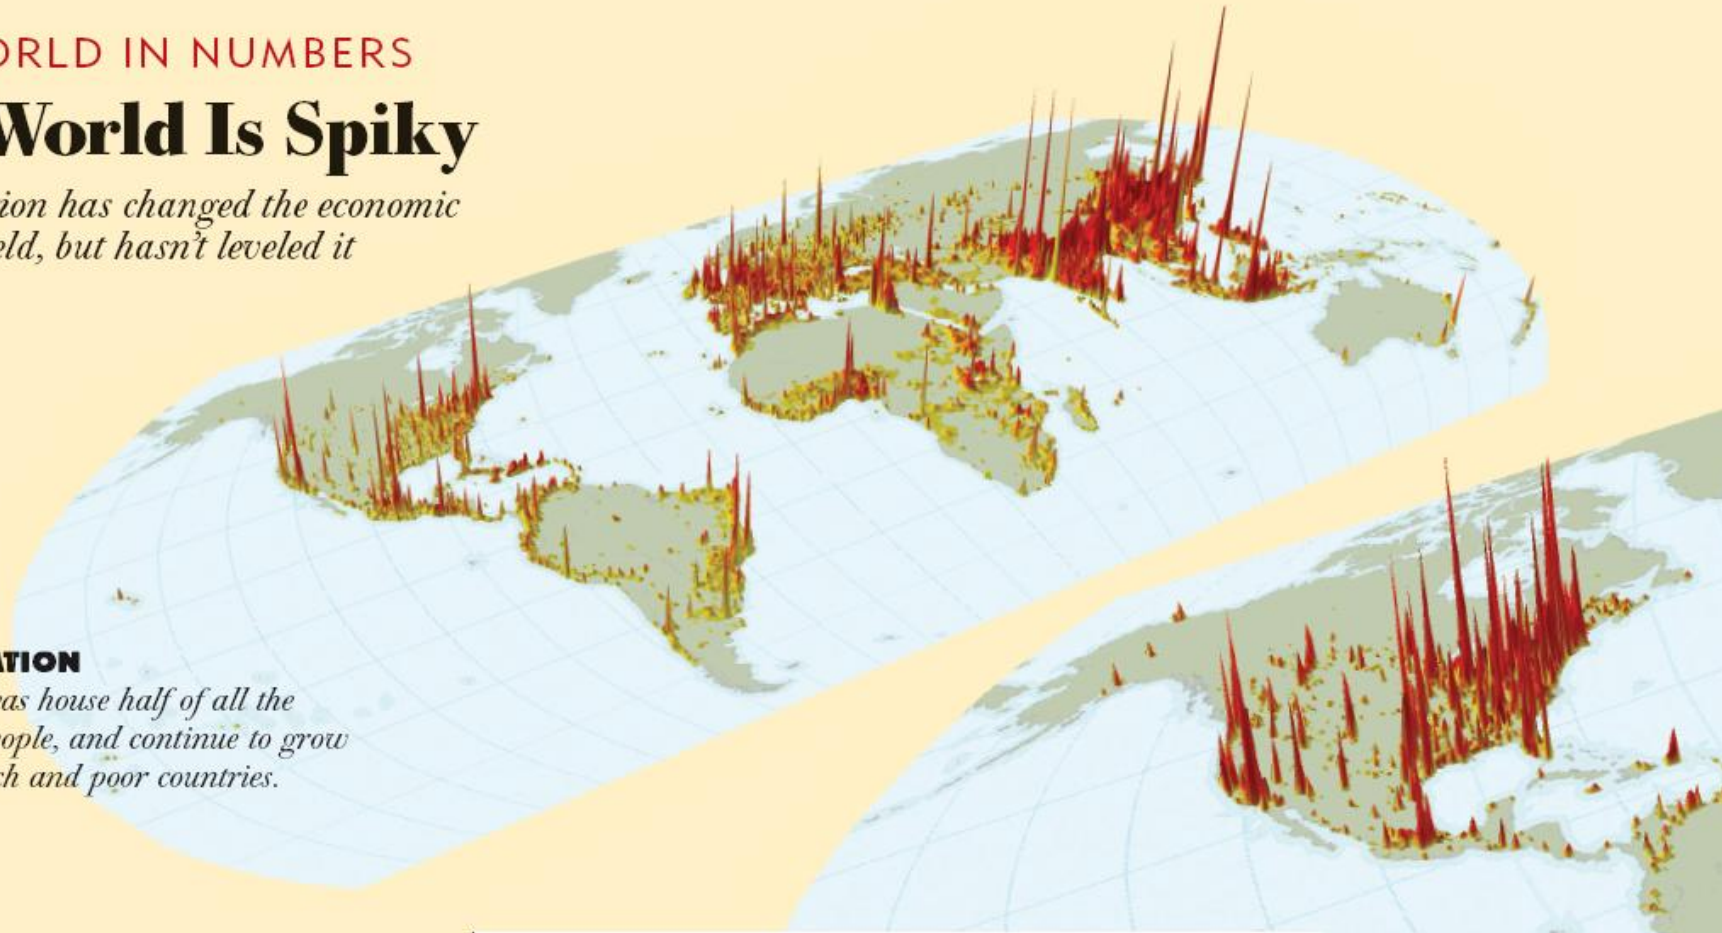 ORLD IN NUMBERS
World Is Spiky
ion has changed the economic
eld, but hasn't leveled it
ATION
as house half of all the
ople, and continue to grow
ch and poor countries.